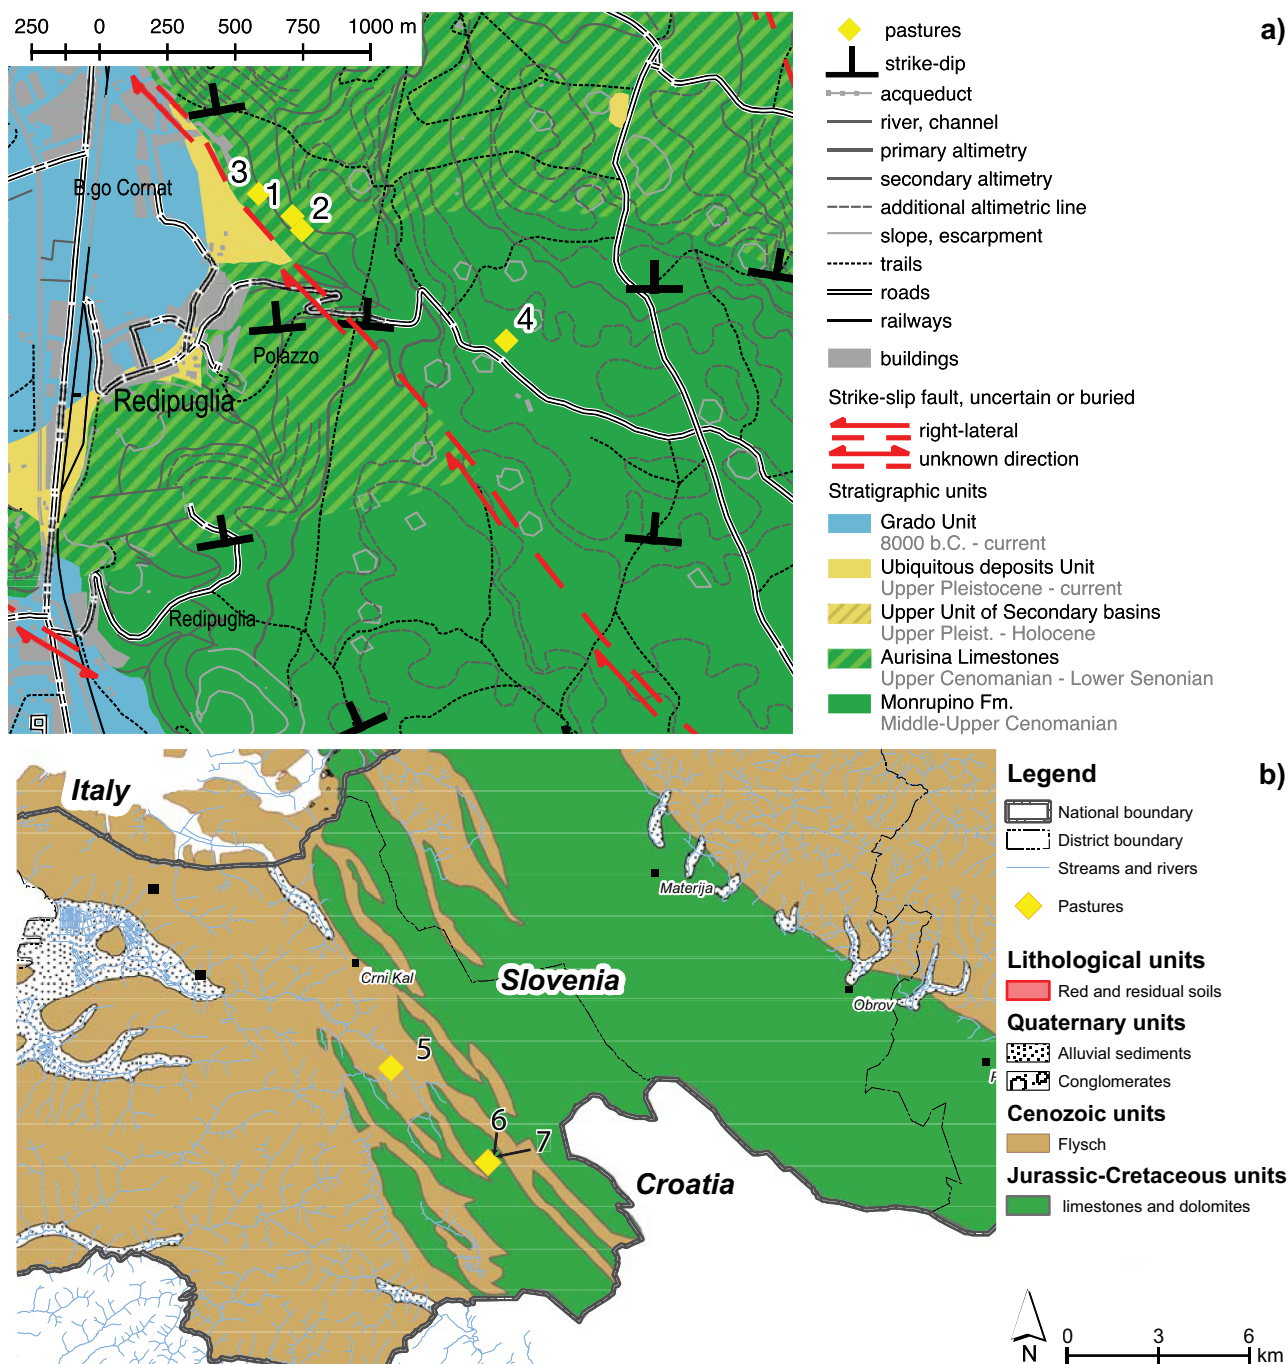 250 0 250 500 750 1000 m
B.go Cornat
3
1
2
4
Polazzo
Redipuglia
Redipuglia
a)
pastures
strike-dip
acqueduct
river, channel
primary altimetry
secondary altimetry
additional altimetric line
slope, escarpment
trails
roads
railways
buildings
Strike-slip fault, uncertain or buried
right-lateral
unknown direction
Stratigraphic units
Grado Unit
8000 b.C. - current
Ubiquitous deposits Unit
Upper Pleistocene - current
Upper Unit of Secondary basins
Upper Pleist. - Holocene
Aurisina Limestones
Upper Cenomanian - Lower Senonian
Monrupino Fm.
Middle-Upper Cenomanian
Italy
Materija
Crni Kal
Slovenia
Obrov
5
6
7
Croatia
b)
Legend
National boundary
District boundary
Streams and rivers
Pastures
Lithological units
Red and residual soils
Quaternary units
Alluvial sediments
Conglomerates
Cenozoic units
Flysch
Jurassic-Cretaceous units
limestones and dolomites
N
0 3 6
km